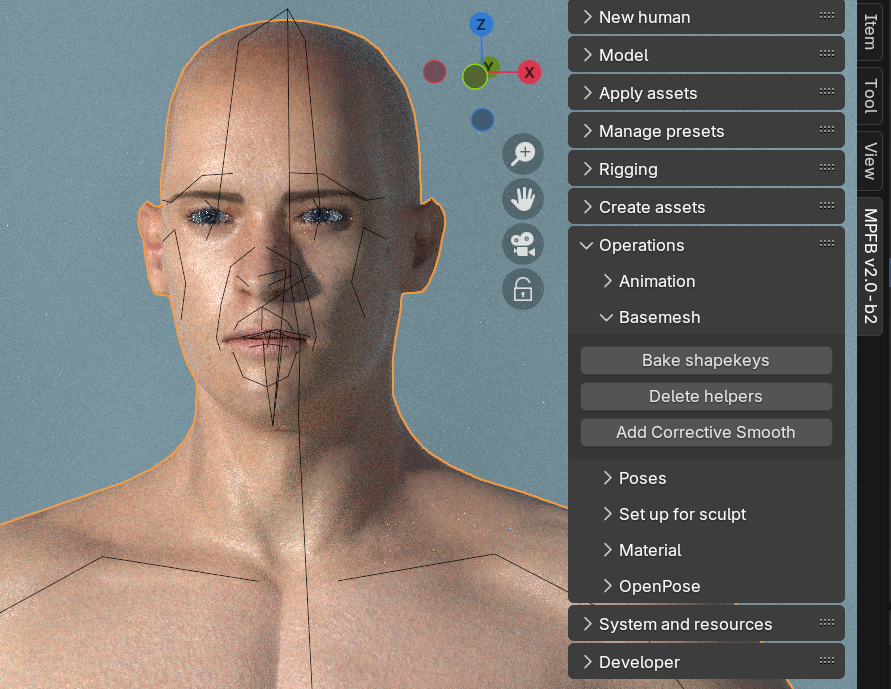 Z
Y
X
New human
Model
Apply assets
Manage presets
Rigging
Create assets
Operations
Animation
Basemesh
Bake shapekeys
Delete helpers
Add Corrective Smooth
Poses
Set up for sculpt
Material
OpenPose
System and resources
Developer
Item
Tool
View
MPFB v2.0-b2